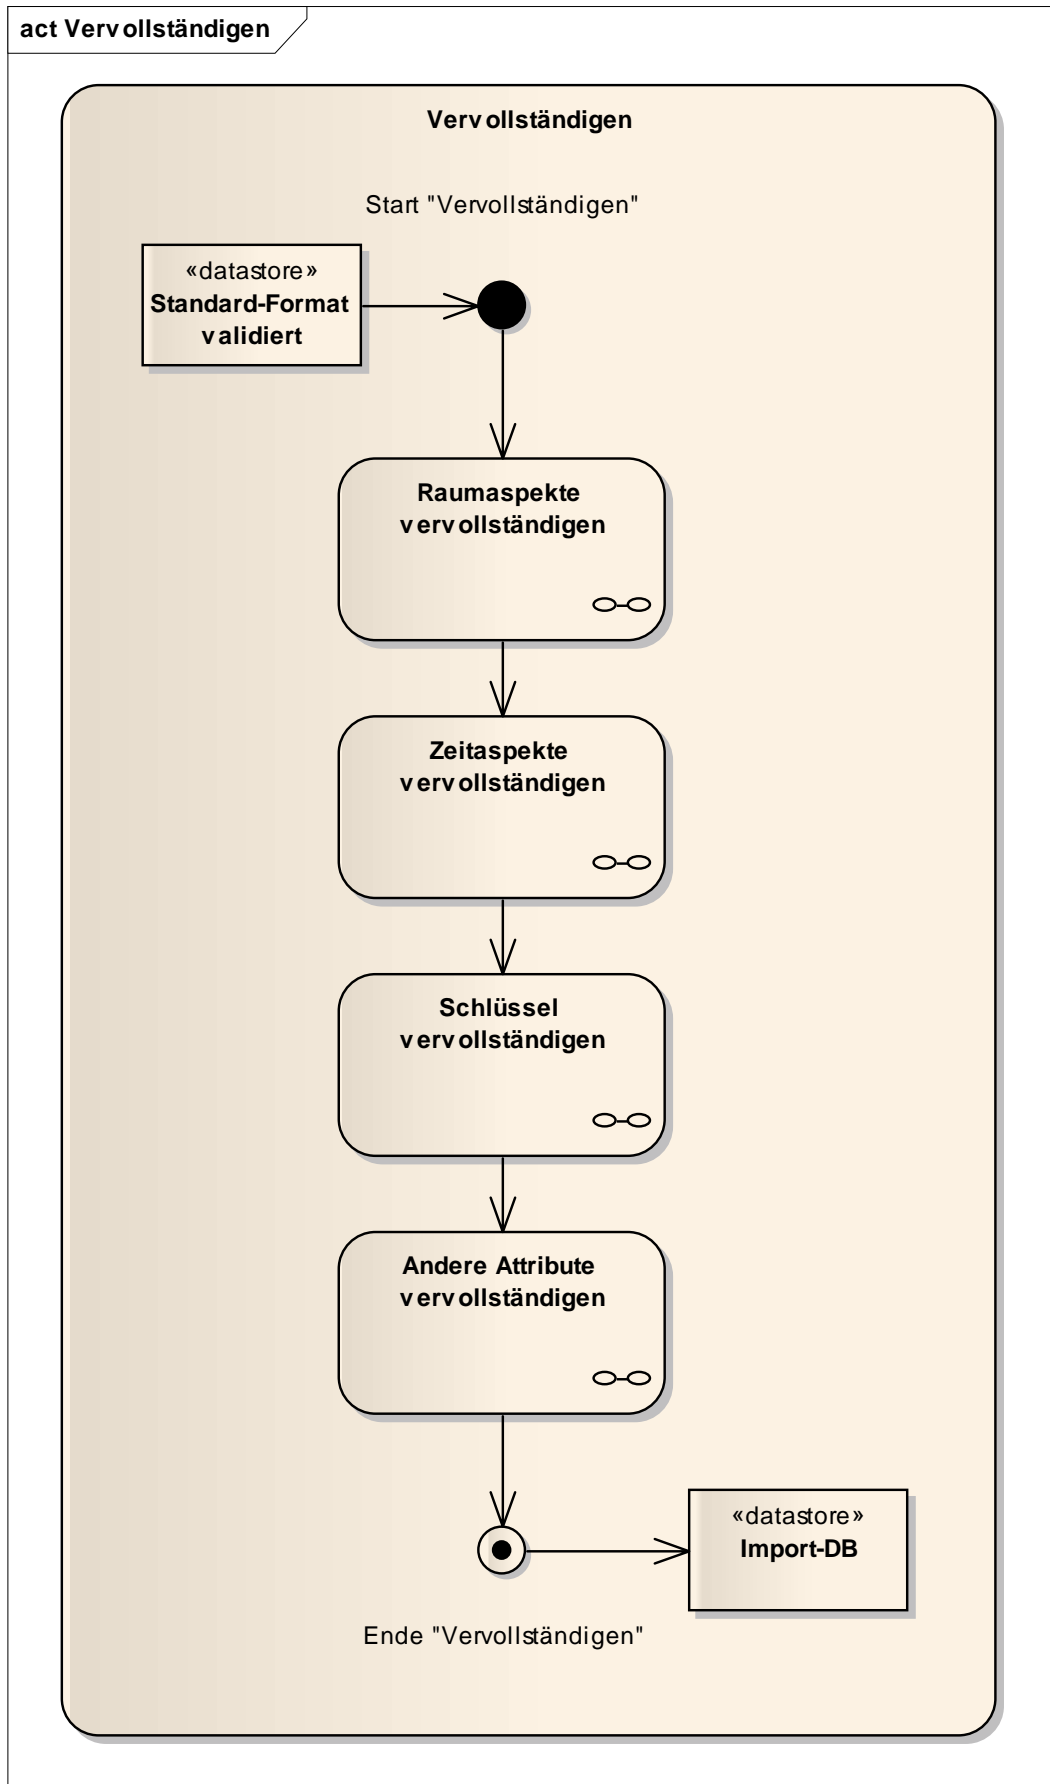 act Vervollständigen
Vervollständigen
Start "Vervollständigen"
«datastore»
Standard-Format
validiert
Raumaspekte
vervollständigen
Zeitaspekte
vervollständigen
Schlüssel
vervollständigen
Andere Attribute
vervollständigen
«datastore»
Import-DB
Ende "Vervollständigen"